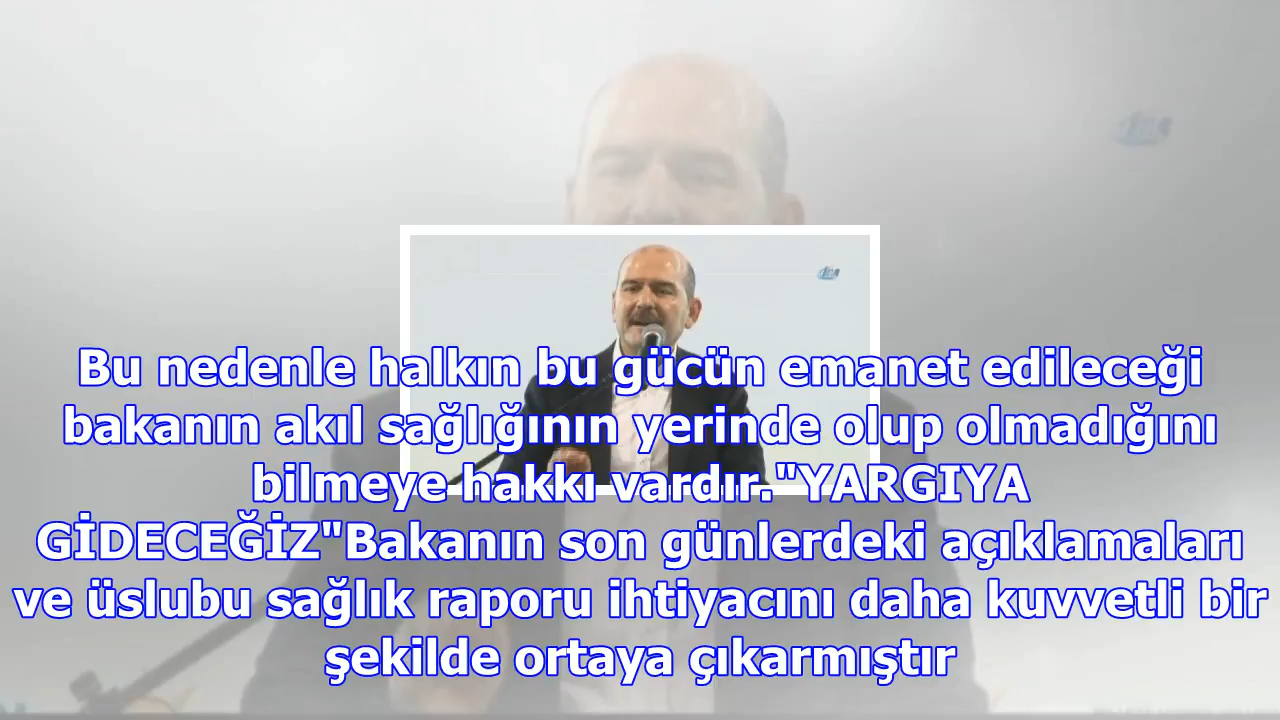 Bu nedenle halkın bu gücün emanet edileceği
bakanın akıl sağlığının yerinde olup olmadığını
bilmeye hakkı vardır."YARGIYA
GİDECEĞİZ"Bakanın son günlerdeki açıklamaları
ve üslubu sağlık raporu ihtiyacını daha kuvvetli bir
şekilde ortaya çıkarmıştır